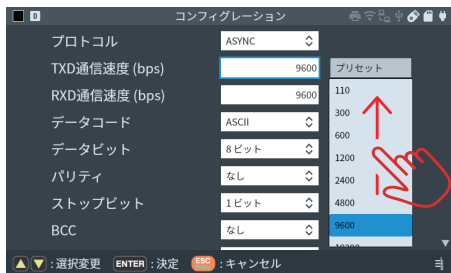 0 コンフィグレーション
プロトコル ASYNC
TXD通信速度 (bps) 9600 プリセット
RXD通信速度 (bps) 9600 110
データコード ASCII 300
600
データビット 8ビット 1200
パリティ なし 2400
ストップビット 1ビット 4800
BCC なし 9600
19200
▲▼:選択変更 ENTER:決定 ESC:キャンセル